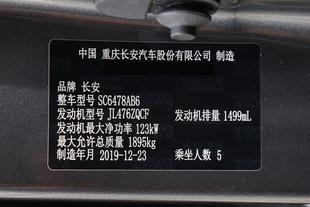 中国 重庆长安汽车股份有限公司 制造
品牌 长安
整车型号 SC6478AB6
发动机型号 JL476ZQCF 发动机排量 1499mL
发动机最大净功率 123kW
最大允许总质量 1895kg
制造年月 2019-12-23 乘坐人数 5